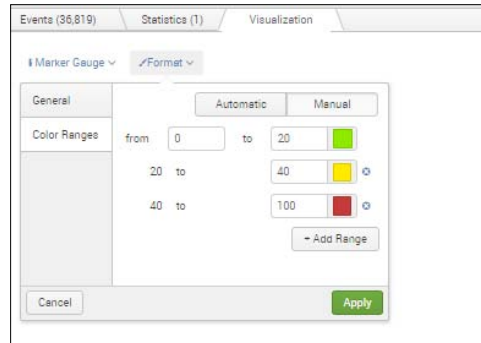 Events (36,819) Statistics (1) Visualization
Marker Gauge Format
General Automatic Manual
Color Ranges from 0 to 20
20 to 40
40 to 100
+ Add Range
Cancel Apply